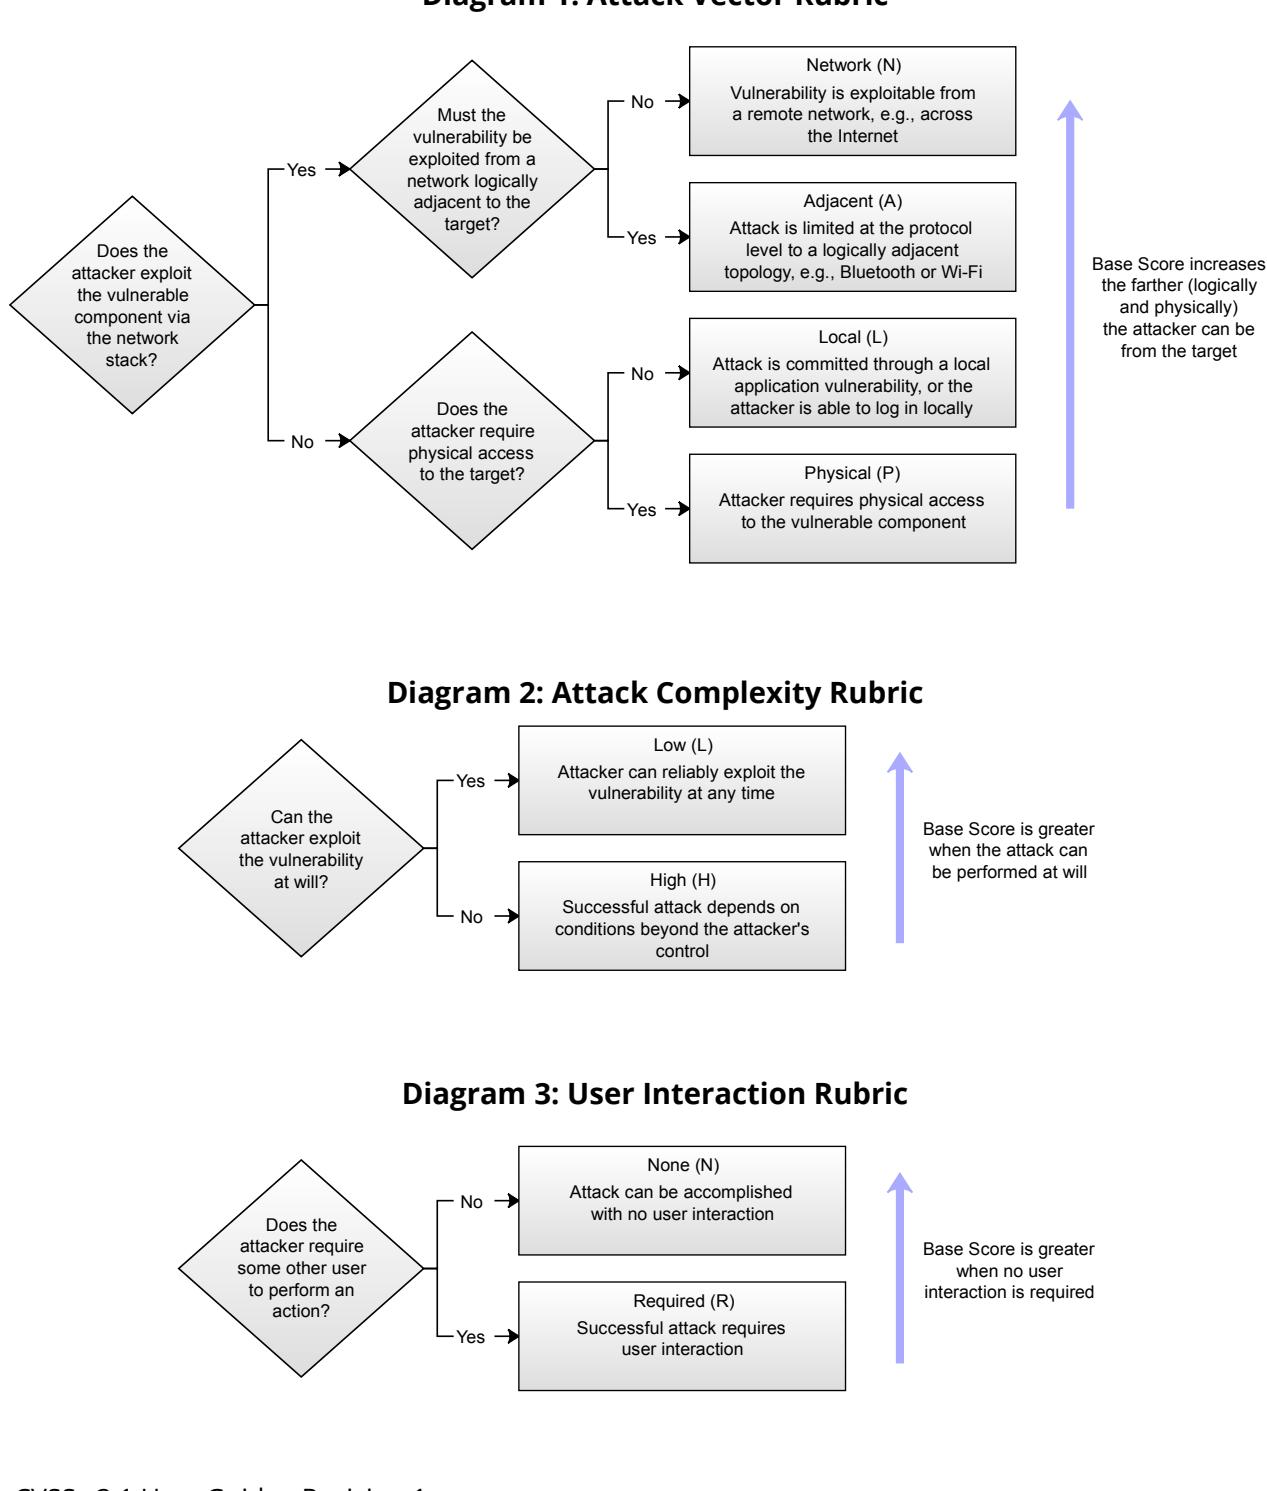 Diagram 1: Attack Vector Rubric
Does the
attacker exploit
the vulnerable
component via
the network
stack?
Yes
No
Must the
vulnerability be
exploited from a
network logically
adjacent to the
target?
No
Yes
Does the
attacker require
physical access
to the target?
No
Yes
Network (N)
Vulnerability is exploitable from
a remote network, e.g., across
the Internet
Adjacent (A)
Attack is limited at the protocol
level to a logically adjacent
topology, e.g., Bluetooth or Wi-Fi
Local (L)
Attack is committed through a local
application vulnerability, or the
attacker is able to log in locally
Physical (P)
Attacker requires physical access
to the vulnerable component
Base Score increases
the farther (logically
and physically)
the attacker can be
from the target
Diagram 2: Attack Complexity Rubric
Can the
attacker exploit
the vulnerability
at will?
Yes
No
Low (L)
Attacker can reliably exploit the
vulnerability at any time
High (H)
Successful attack depends on
conditions beyond the attacker's
control
Base Score is greater
when the attack can
be performed at will
Diagram 3: User Interaction Rubric
Does the
attacker require
some other user
to perform an
action?
No
Yes
None (N)
Attack can be accomplished
with no user interaction
Required (R)
Successful attack requires
user interaction
Base Score is greater
when no user
interaction is required